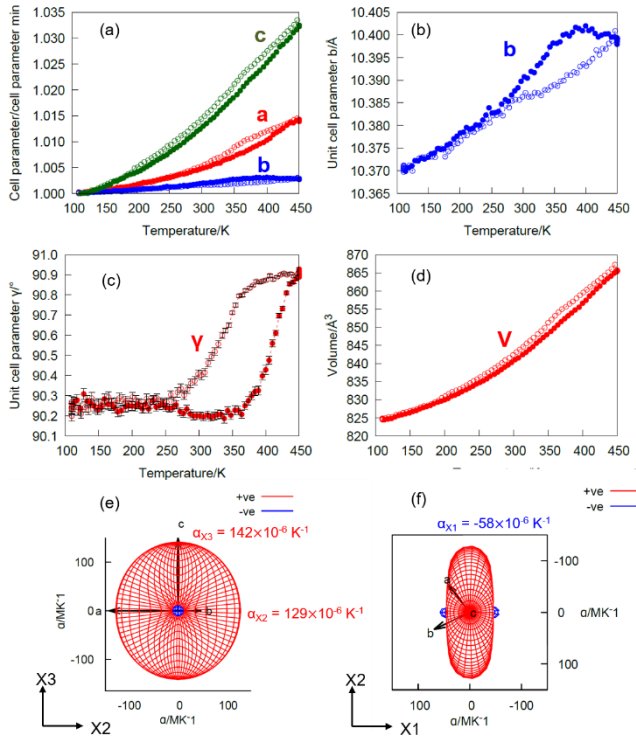 (a)
Cell parameter/cell parameter min
1.035
1.030
1.025
1.020
1.015
1.010
1.005
1.000
c
a
b
100 150 200 250 300 350 400 450
Temperature/K
(b)
Unit cell parameter b/Å
10.405
10.400
10.395
10.390
10.385
10.380
10.375
10.370
10.365
b
100 150 200 250 300 350 400 450
Temperature/K
(c)
Unit cell parameter γ/°
91.0
90.9
90.8
90.7
90.6
90.5
90.4
90.3
90.2
90.1
γ
100 150 200 250 300 350 400 450
Temperature/K
(d)
Volume/Å³
870
865
860
855
850
845
840
835
830
825
820
V
100 150 200 250 300 350 400 450
(e)
+ve
-ve
αX3 = 142×10⁻⁶ K⁻¹
c
100
α/MK⁻¹
0
a
b
αX2 = 129×10⁻⁶ K⁻¹
-100
-100 0 100
α/MK⁻¹
X3
X2
(f)
+ve
-ve
αX1 = -58×10⁻⁶ K⁻¹
-100
a
c
b
0
α/MK⁻¹
100
100 0 -100
α/MK⁻¹
X2
X1